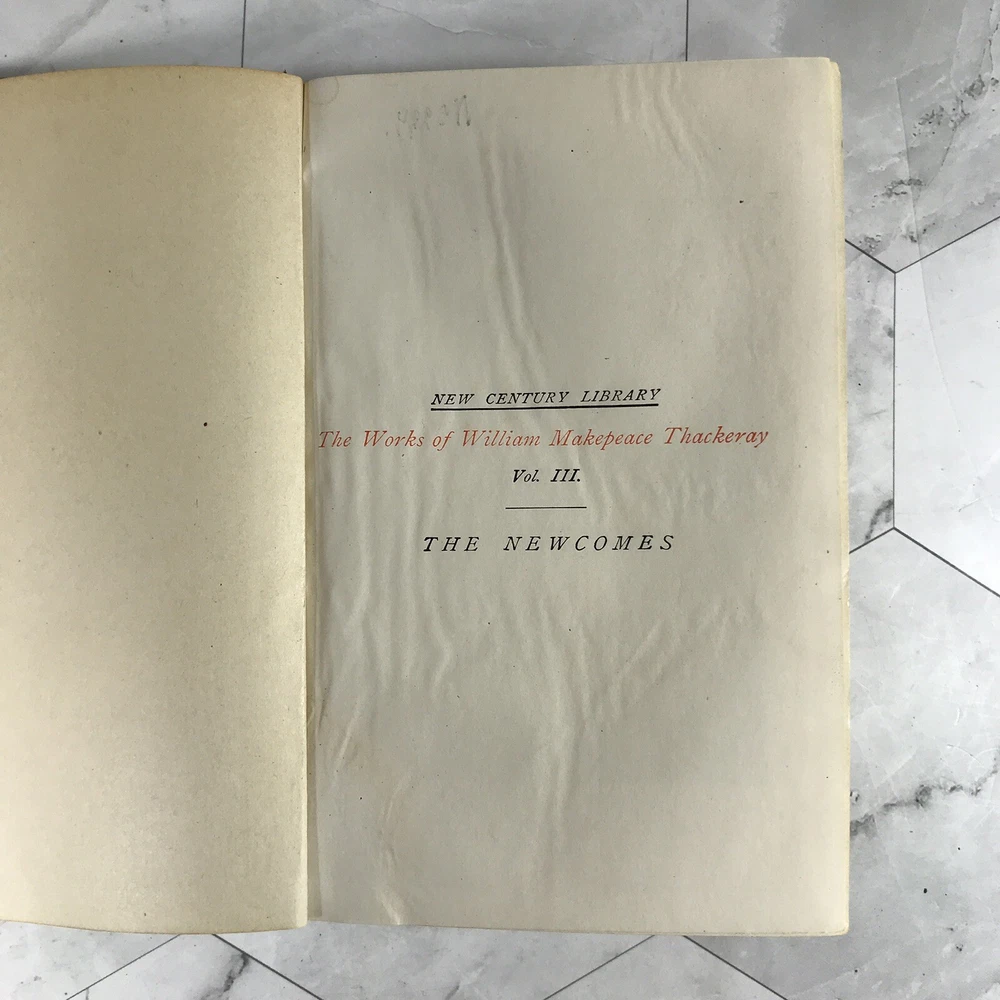 NEW CENTURY LIBRARY
The Works of William Makepeace Thackeray
Vol. III.
THE NEWCOMES